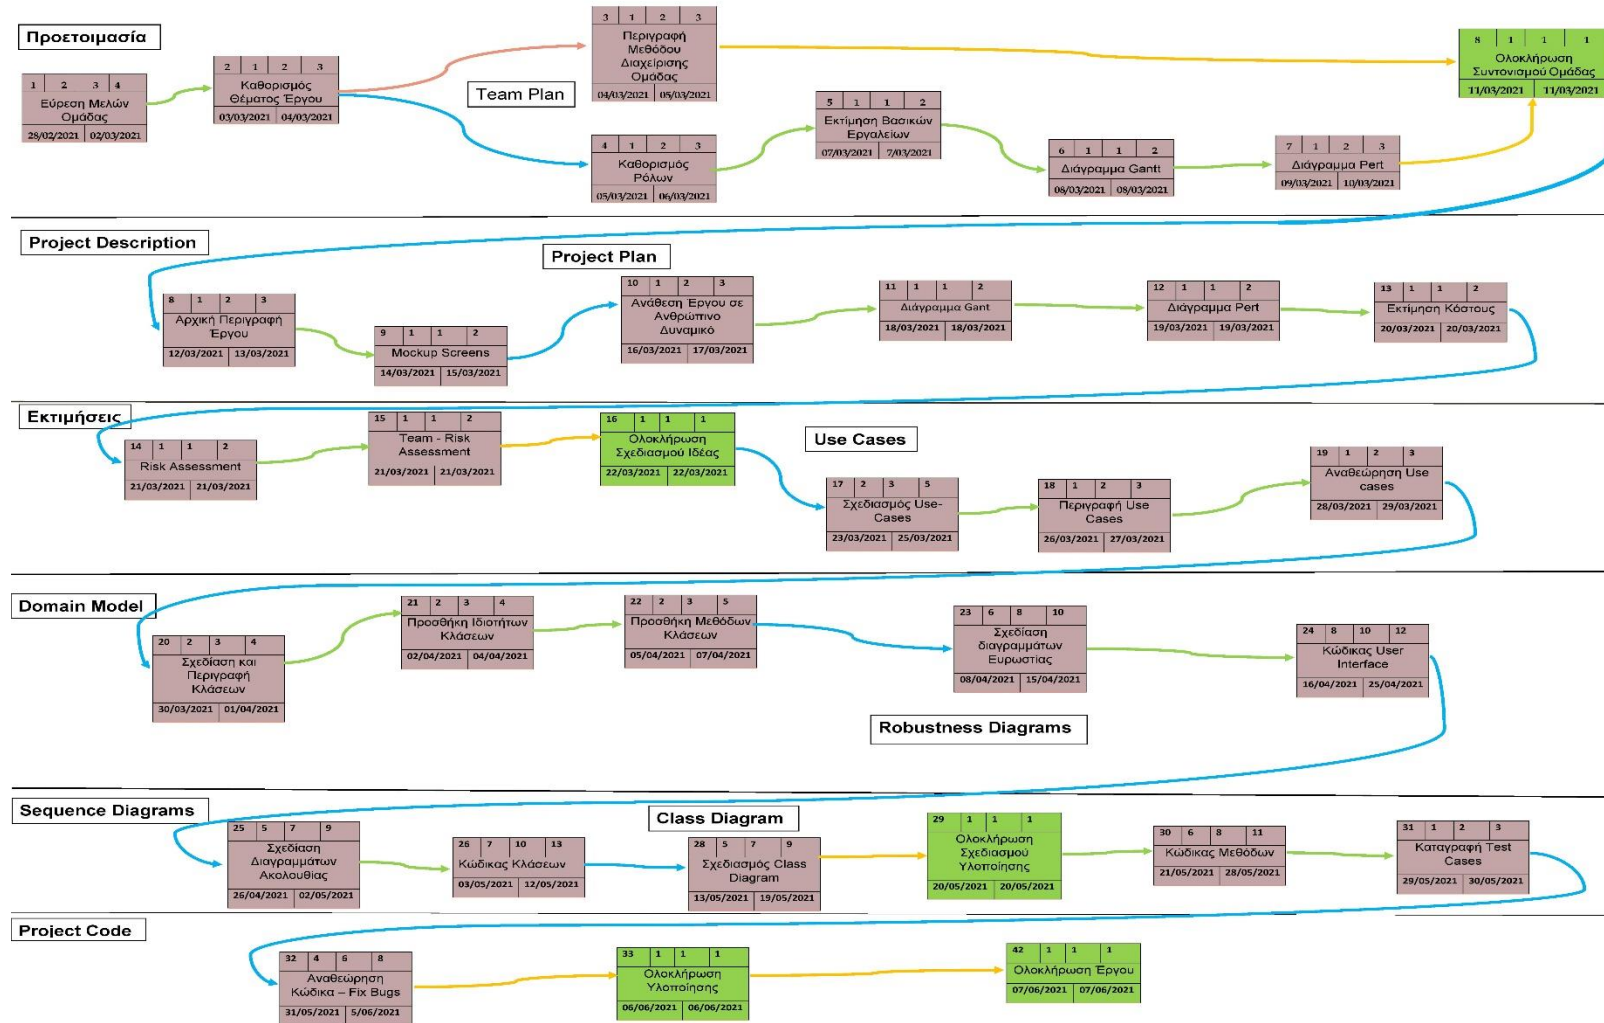 Προετοιμασία
1 2 3 4
Εύρεση Μελών
Ομάδας
28/02/2021 02/03/2021
2 1 2 3
Καθορισμός
Θέματος Έργου
03/03/2021 04/03/2021
3 1 2 3
Περιγραφή
Μεθόδου
Διαχείρισης
Ομάδας
04/03/2021 05/03/2021
Team Plan
4 1 2 3
Καθορισμός
Ρόλων
05/03/2021 06/03/2021
5 1 1 2
Εκτίμηση Βασικών
Εργαλείων
07/03/2021 7/03/2021
6 1 1 2
Διάγραμμα Gantt
08/03/2021 08/03/2021
7 1 2 3
Διάγραμμα Pert
09/03/2021 10/03/2021
8 1 1 1
Ολοκλήρωση
Συντονισμού Ομάδας
11/03/2021 11/03/2021
Project Description
8 1 2 3
Αρχική Περιγραφή
Έργου
12/03/2021 13/03/2021
9 1 1 2
Mockup Screens
14/03/2021 15/03/2021
Project Plan
10 1 2 3
Ανάθεση Έργου σε
Ανθρώπινο
Δυναμικό
16/03/2021 17/03/2021
11 1 1 2
Διάγραμμα Gant
18/03/2021 18/03/2021
12 1 1 2
Διάγραμμα Pert
19/03/2021 19/03/2021
13 1 1 2
Εκτίμηση Κόστους
20/03/2021 20/03/2021
Εκτιμήσεις
14 1 1 2
Risk Assessment
21/03/2021 21/03/2021
15 1 1 2
Team - Risk
Assessment
21/03/2021 21/03/2021
16 1 1 1
Ολοκλήρωση
Σχεδιασμού Ιδέας
22/03/2021 22/03/2021
Use Cases
17 2 3 5
Σχεδιασμός Use-
Cases
23/03/2021 25/03/2021
18 1 2 3
Περιγραφή Use
Cases
26/03/2021 27/03/2021
19 1 2 3
Αναθεώρηση Use
cases
28/03/2021 29/03/2021
Domain Model
20 2 3 4
Σχεδίαση και
Περιγραφή
Κλάσεων
30/03/2021 01/04/2021
21 2 3 4
Προσθήκη Ιδιοτήτων
Κλάσεων
02/04/2021 04/04/2021
22 2 3 5
Προσθήκη Μεθόδων
Κλάσεων
05/04/2021 07/04/2021
23 6 8 10
Σχεδίαση
διαγραμμάτων
Ευρωστίας
08/04/2021 15/04/2021
24 8 10 12
Κώδικας User
Interface
16/04/2021 25/04/2021
Robustness Diagrams
Sequence Diagrams
25 5 7 9
Σχεδίαση
Διαγραμμάτων
Ακολουθίας
26/04/2021 02/05/2021
26 7 10 13
Κώδικας Κλάσεων
03/05/2021 12/05/2021
Class Diagram
28 5 7 9
Σχεδιασμός Class
Diagram
13/05/2021 19/05/2021
29 1 1 1
Ολοκλήρωση
Σχεδιασμού
Υλοποίησης
20/05/2021 20/05/2021
30 6 8 11
Κώδικας Μεθόδων
21/05/2021 28/05/2021
31 1 2 3
Καταγραφή Test
Cases
29/05/2021 30/05/2021
Project Code
32 4 6 8
Αναθεώρηση
Κώδικα – Fix Bugs
31/05/2021 5/06/2021
33 1 1 1
Ολοκλήρωση
Υλοποίησης
06/06/2021 06/06/2021
42 1 1 1
Ολοκλήρωση Έργου
07/06/2021 07/06/2021